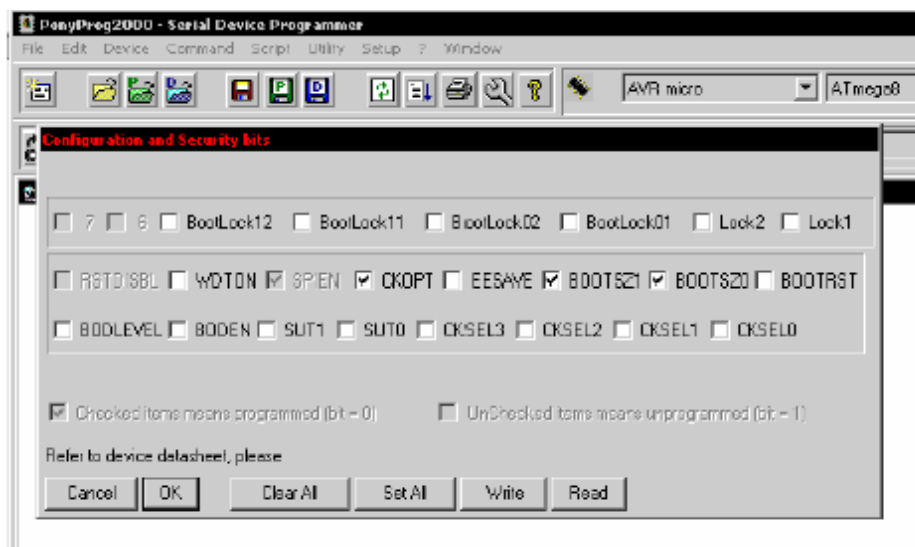 PonyProg2000 - Serial Device Programmer
File Edit Device Command Script Utility Setup ? Window
AVR micro ATmega8
Configuration and Security bits
7 6 BootLock12 BootLock11 BootLock02 BootLock01 Lock2 Lock1
RSTDISBL WDTON SPIEN CKOPT EESAVE BOOTSZ1 BOOTSZ0 BOOTRST
BODLEVEL BODEN SUT1 SUT0 CKSEL3 CKSEL2 CKSEL1 CKSEL0
Checked items means programmed (bit = 0) UnChecked items means unprogrammed (bit = 1)
Refer to device datasheet, please
Cancel OK Clear All Set All Write Read